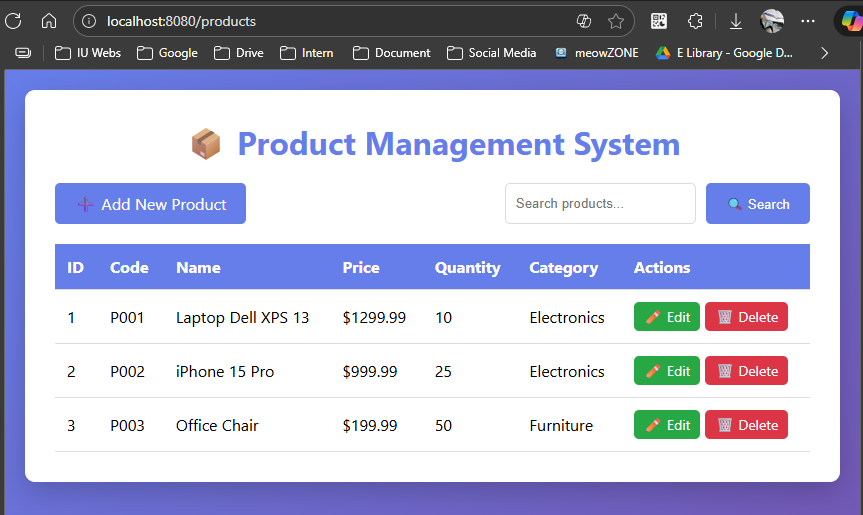 localhost:8080/products
IU Webs Google Drive Intern Document Social Media meowZONE E Library - Google D...
Product Management System
Add New Product Search products... Search
ID Code Name Price Quantity Category Actions
1 P001 Laptop Dell XPS 13 $1299.99 10 Electronics Edit Delete
2 P002 iPhone 15 Pro $999.99 25 Electronics Edit Delete
3 P003 Office Chair $199.99 50 Furniture Edit Delete